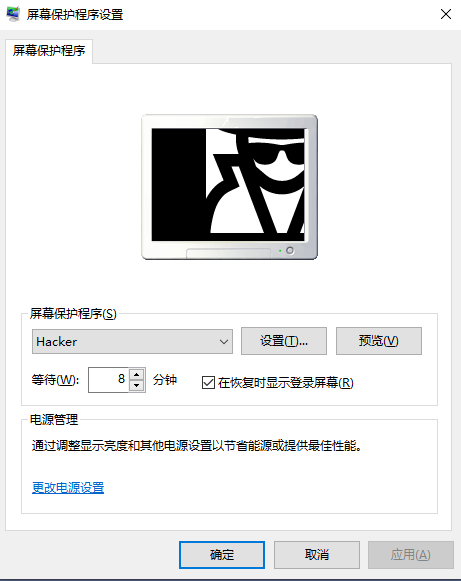 屏幕保护程序设置
屏幕保护程序
屏幕保护程序(S)
Hacker
设置(T)...
预览(V)
等待(W):
8
分钟
在恢复时显示登录屏幕(R)
电源管理
通过调整显示亮度和其他电源设置以节省能源或提供最佳性能。
更改电源设置
确定
取消
应用(A)